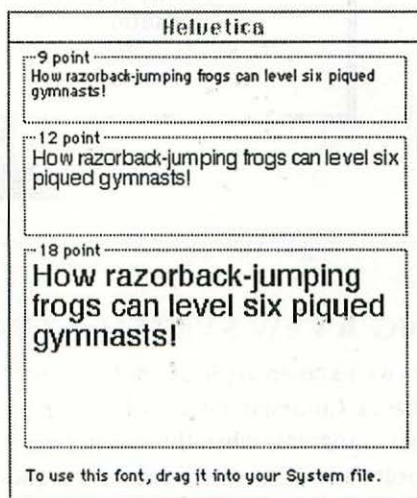 Helvetica
9 point
How razorback-jumping frogs can level six piqued
gymnasts!
12 point
How razorback-jumping frogs can level six
piqued gymnasts!
18 point
How razorback-jumping
frogs can level six piqued
gymnasts!
To use this font, drag it into your System file.